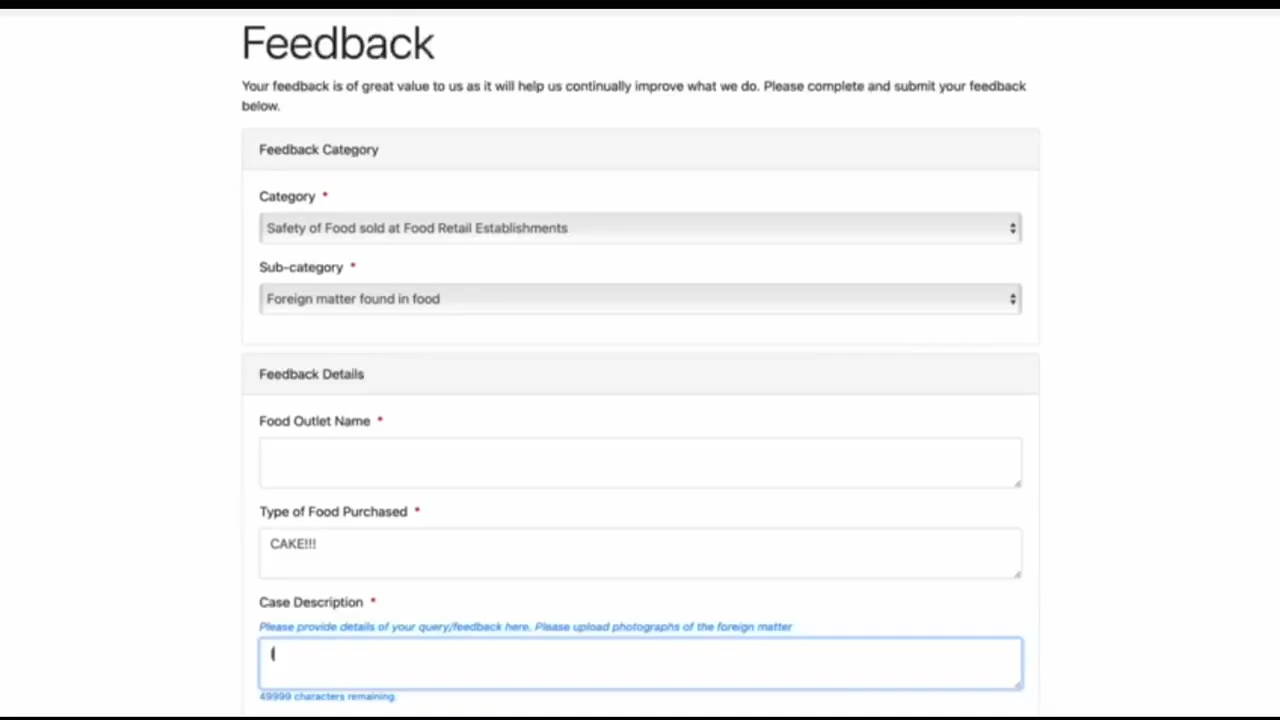 Feedback
Your feedback is of great value to us as it will help us continually improve what we do. Please complete and submit your feedback
below.
Feedback Category
Category *
Safety of Food sold at Food Retail Establishments
Sub-category *
Foreign matter found in food
Feedback Details
Food Outlet Name *
Type of Food Purchased *
CAKE!!!
Case Description *
Please provide details of your query/feedback here. Please upload photographs of the foreign matter
49999 characters remaining.